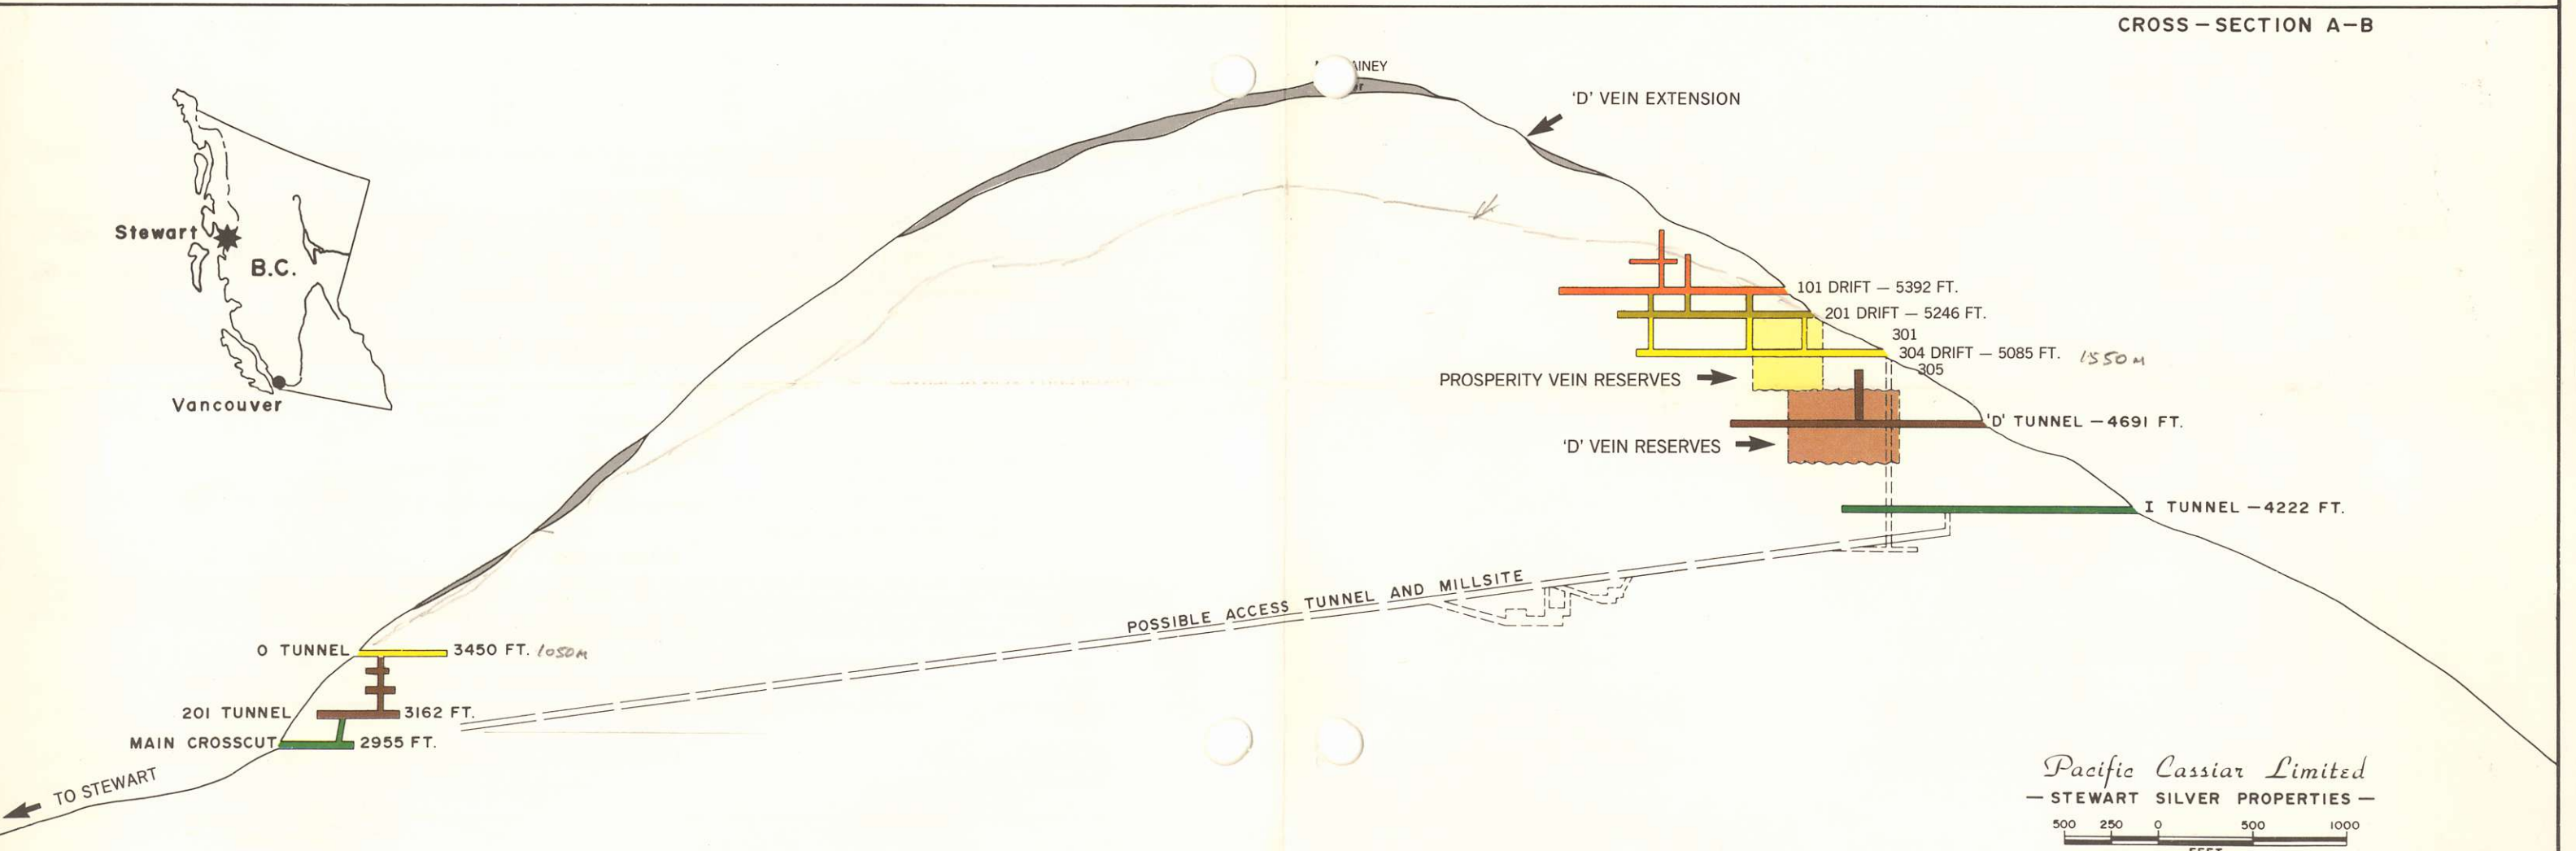 CROSS-SECTION A-B
AINEY
'D' VEIN EXTENSION
Stewart
B.C.
Vancouver
101 DRIFT — 5392 FT.
201 DRIFT — 5246 FT.
301
304 DRIFT — 5085 FT. 1550 m
305
PROSPERITY VEIN RESERVES
'D' TUNNEL — 4691 FT.
'D' VEIN RESERVES
I TUNNEL — 4222 FT.
POSSIBLE ACCESS TUNNEL AND MILLSITE
O TUNNEL 3450 FT. 1050m
201 TUNNEL 3162 FT.
MAIN CROSSCUT 2955 FT.
TO STEWART
Pacific Cassiar Limited
— STEWART SILVER PROPERTIES —
500 250 0 500 1000
FEET